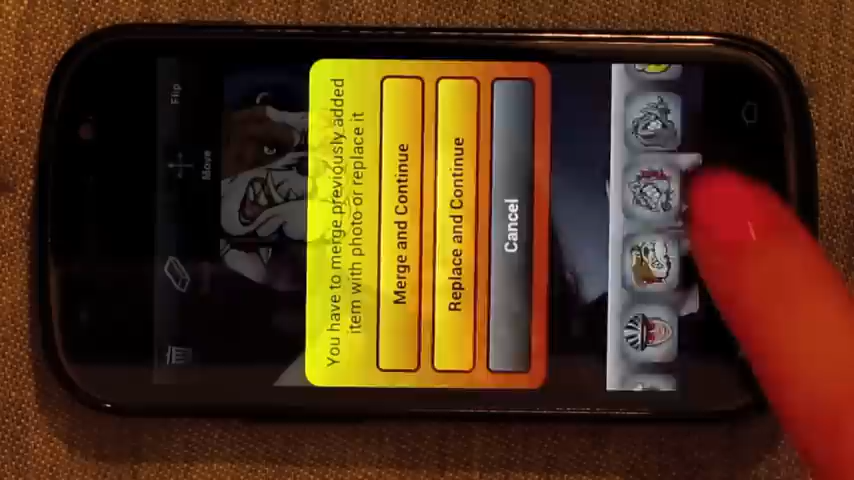 Flip
Move
You have to merge previously added
item with photo or replace it
Merge and Continue
Replace and Continue
Cancel